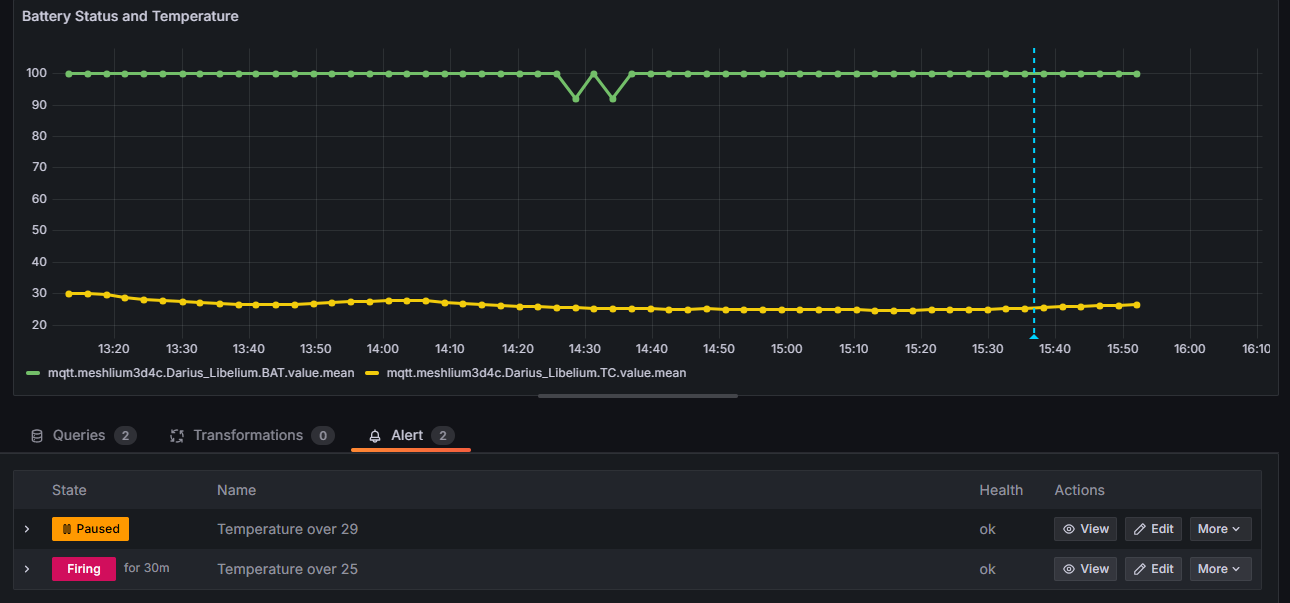 Battery Status and Temperature
100
90
80
70
60
50
40
30
20
13:20 13:30 13:40 13:50 14:00 14:10 14:20 14:30 14:40 14:50 15:00 15:10 15:20 15:30 15:40 15:50 16:00 16:10
mqtt.meshlium3d4c.Darius_Libelium.BAT.value.mean mqtt.meshlium3d4c.Darius_Libelium.TC.value.mean
Queries 2 Transformations 0 Alert 2
State Name Health Actions
Paused Temperature over 29 ok View Edit More
Firing for 30m Temperature over 25 ok View Edit More